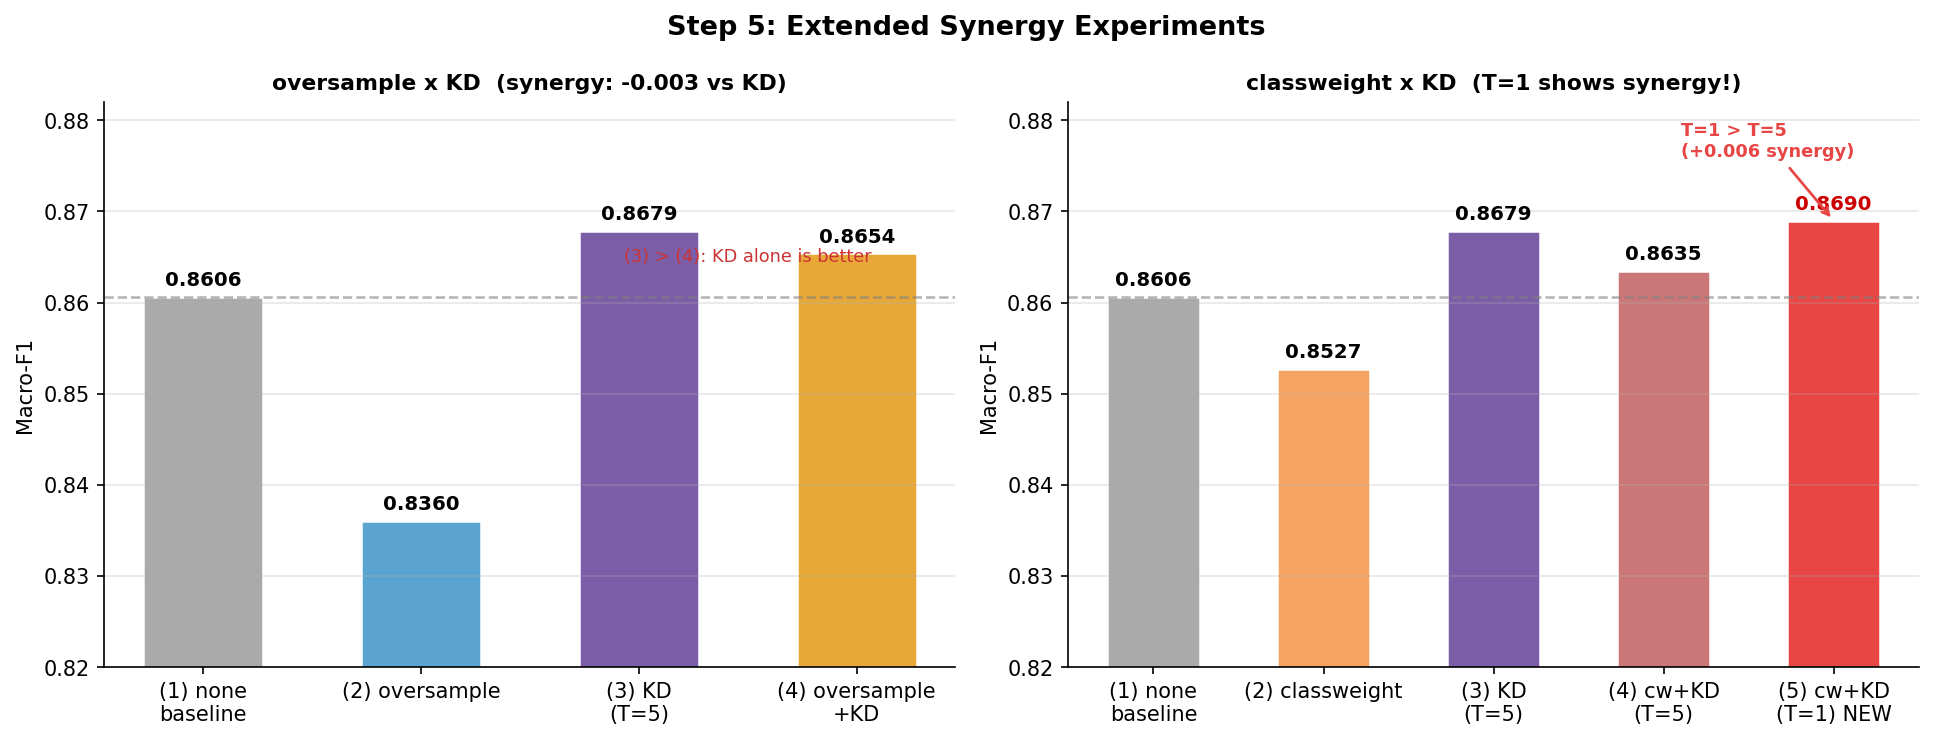 Step 5: Extended Synergy Experiments
oversample x KD  (synergy: -0.003 vs KD)
Macro-F1
0.88
0.87
0.86
0.85
0.84
0.83
0.82
0.8606
0.8360
0.8679
0.8654
(3) > (4): KD alone is better
(1) none
baseline
(2) oversample
(3) KD
(T=5)
(4) oversample
+KD
classweight x KD  (T=1 shows synergy!)
Macro-F1
0.88
0.87
0.86
0.85
0.84
0.83
0.82
T=1 > T=5
(+0.006 synergy)
0.8606
0.8527
0.8679
0.8635
0.8690
(1) none
baseline
(2) classweight
(3) KD
(T=5)
(4) cw+KD
(T=5)
(5) cw+KD
(T=1) NEW